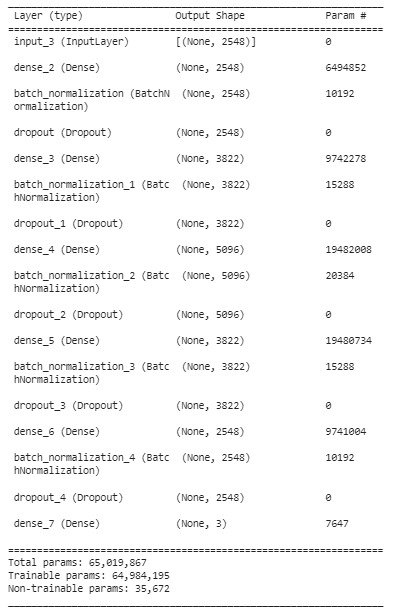 Layer (type) Output Shape Param #
input_3 (InputLayer) [(None, 2548)] 0
dense_2 (Dense) (None, 2548) 6494852
batch_normalization (BatchN (None, 2548) 10192
ormalization)
dropout (Dropout) (None, 2548) 0
dense_3 (Dense) (None, 3822) 9742278
batch_normalization_1 (Batc (None, 3822) 15288
hNormalization)
dropout_1 (Dropout) (None, 3822) 0
dense_4 (Dense) (None, 5096) 19482008
batch_normalization_2 (Batc (None, 5096) 20384
hNormalization)
dropout_2 (Dropout) (None, 5096) 0
dense_5 (Dense) (None, 3822) 19480734
batch_normalization_3 (Batc (None, 3822) 15288
hNormalization)
dropout_3 (Dropout) (None, 3822) 0
dense_6 (Dense) (None, 2548) 9741004
batch_normalization_4 (Batc (None, 2548) 10192
hNormalization)
dropout_4 (Dropout) (None, 2548) 0
dense_7 (Dense) (None, 3) 7647
Total params: 65,019,867
Trainable params: 64,984,195
Non-trainable params: 35,672